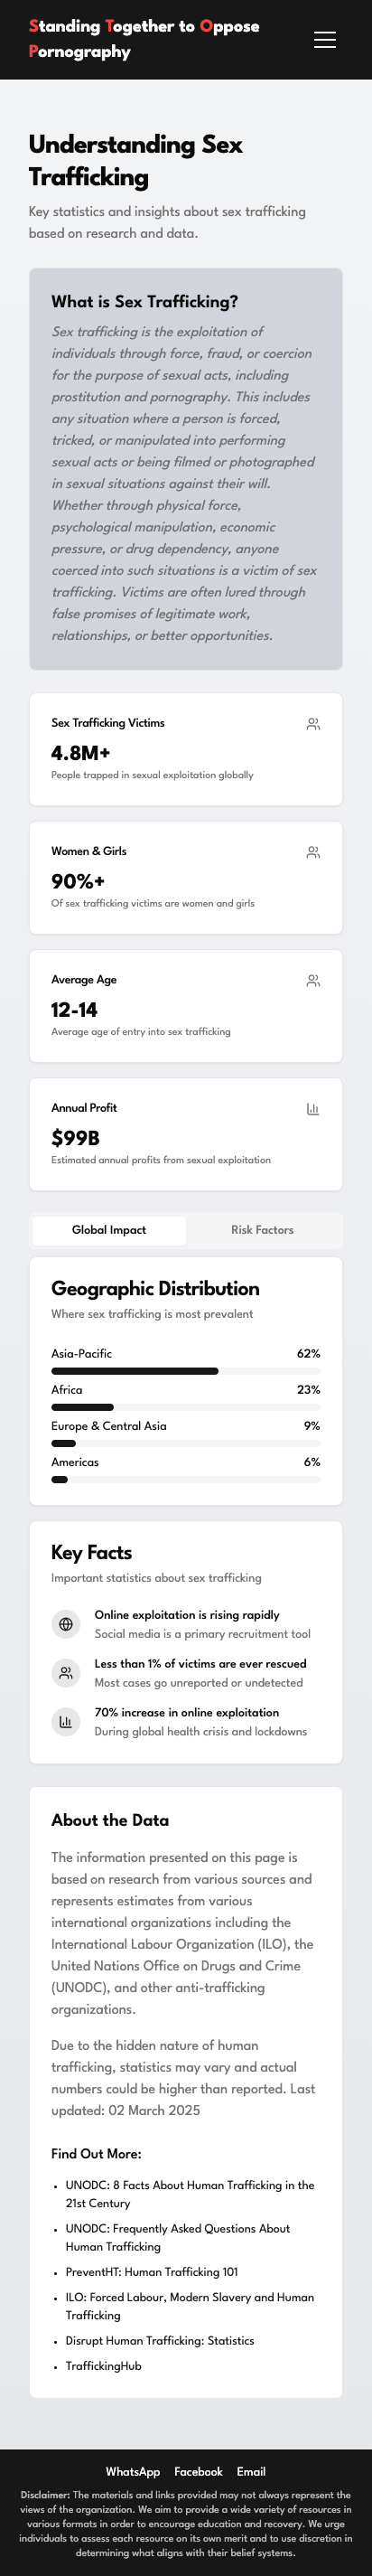 Standing Together to Oppose
Pornography
Understanding Sex
Trafficking
Key statistics and insights about sex trafficking
based on research and data.
What is Sex Trafficking?
Sex trafficking is the exploitation of
individuals through force, fraud, or coercion
for the purpose of sexual acts, including
prostitution and pornography. This includes
any situation where a person is forced,
tricked, or manipulated into performing
sexual acts or being filmed or photographed
in sexual situations against their will.
Whether through physical force,
psychological manipulation, economic
pressure, or drug dependency, anyone
coerced into such situations is a victim of sex
trafficking. Victims are often lured through
false promises of legitimate work,
relationships, or better opportunities.
Sex Trafficking Victims
4.8M+
People trapped in sexual exploitation globally
Women & Girls
90%+
Of sex trafficking victims are women and girls
Average Age
12-14
Average age of entry into sex trafficking
Annual Profit
$99B
Estimated annual profits from sexual exploitation
Global Impact Risk Factors
Geographic Distribution
Where sex trafficking is most prevalent
Asia-Pacific 62%
Africa 23%
Europe & Central Asia 9%
Americas 6%
Key Facts
Important statistics about sex trafficking
Online exploitation is rising rapidly
Social media is a primary recruitment tool
Less than 1% of victims are ever rescued
Most cases go unreported or undetected
70% increase in online exploitation
During global health crisis and lockdowns
About the Data
The information presented on this page is
based on research from various sources and
represents estimates from various
international organizations including the
International Labour Organization (ILO), the
United Nations Office on Drugs and Crime
(UNODC), and other anti-trafficking
organizations.
Due to the hidden nature of human
trafficking, statistics may vary and actual
numbers could be higher than reported. Last
updated: 02 March 2025
Find Out More:
• UNODC: 8 Facts About Human Trafficking in the
21st Century
• UNODC: Frequently Asked Questions About
Human Trafficking
• PreventHT: Human Trafficking 101
• ILO: Forced Labour, Modern Slavery and Human
Trafficking
• Disrupt Human Trafficking: Statistics
• TraffickingHub
WhatsApp Facebook Email
Disclaimer: The materials and links provided may not always represent the
views of the organization. We aim to provide a wide variety of resources in
various formats in order to encourage education and recovery. We urge
individuals to assess each resource on its own merit and to use discretion in
determining what aligns with their belief systems.